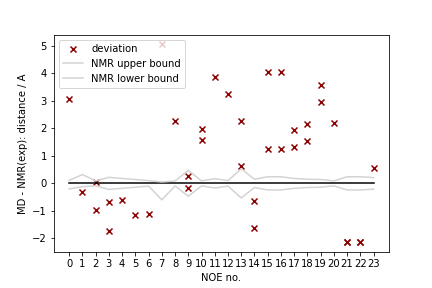 deviation
NMR upper bound
NMR lower bound
MD - NMR(exp): distance / A
5
4
3
2
1
0
−1
−2
0 1 2 3 4 5 6 7 8 9 10 11 12 13 14 15 16 17 18 19 20 21 22 23
NOE no.